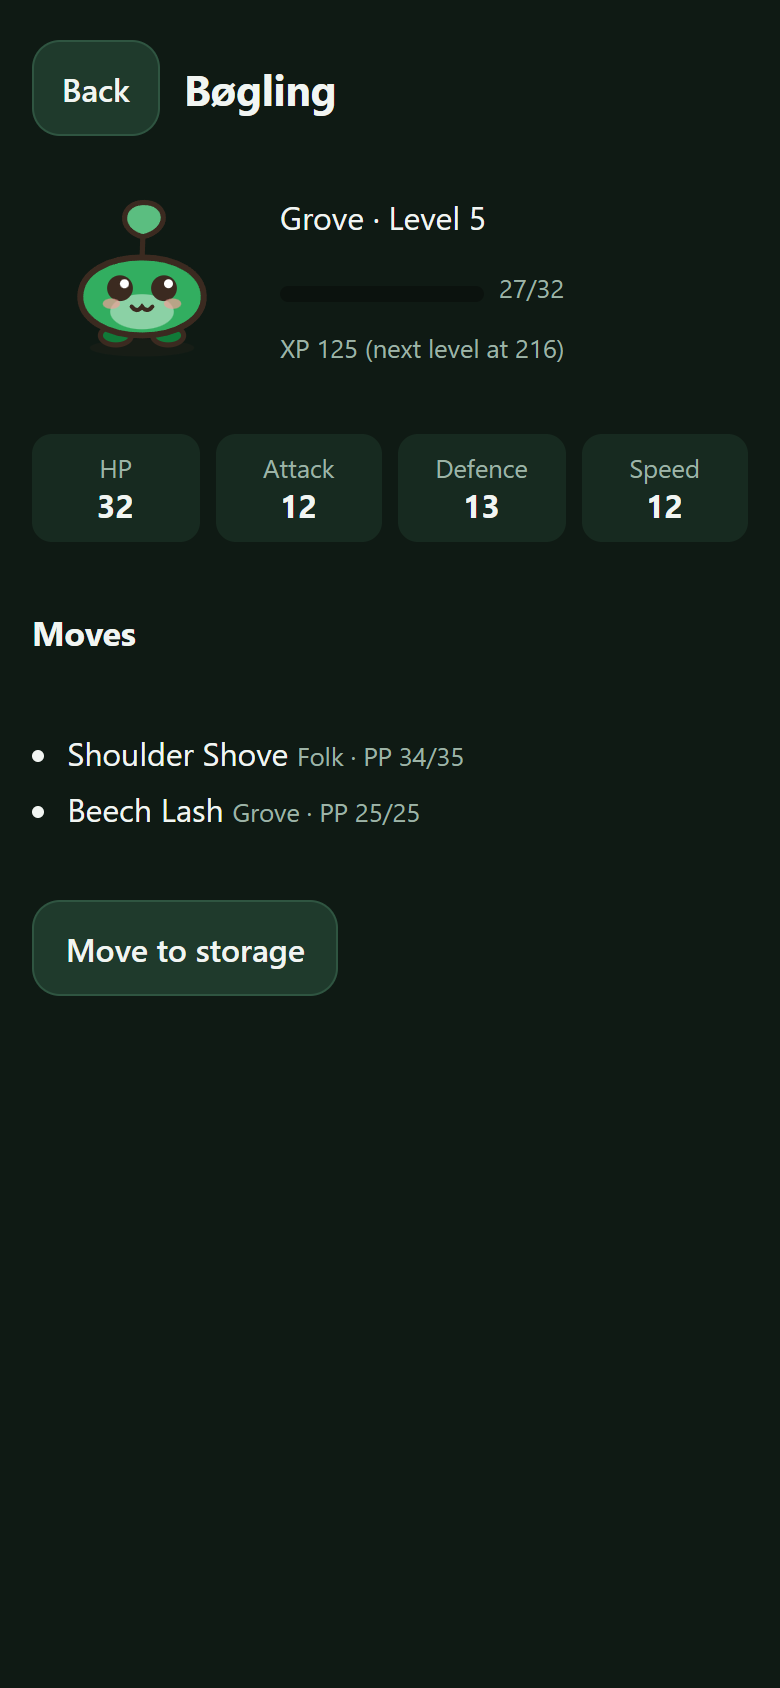 Back
Bøgling
Grove · Level 5
27/32
XP 125 (next level at 216)
HP
32
Attack
12
Defence
13
Speed
12
Moves
Shoulder Shove Folk · PP 34/35
Beech Lash Grove · PP 25/25
Move to storage